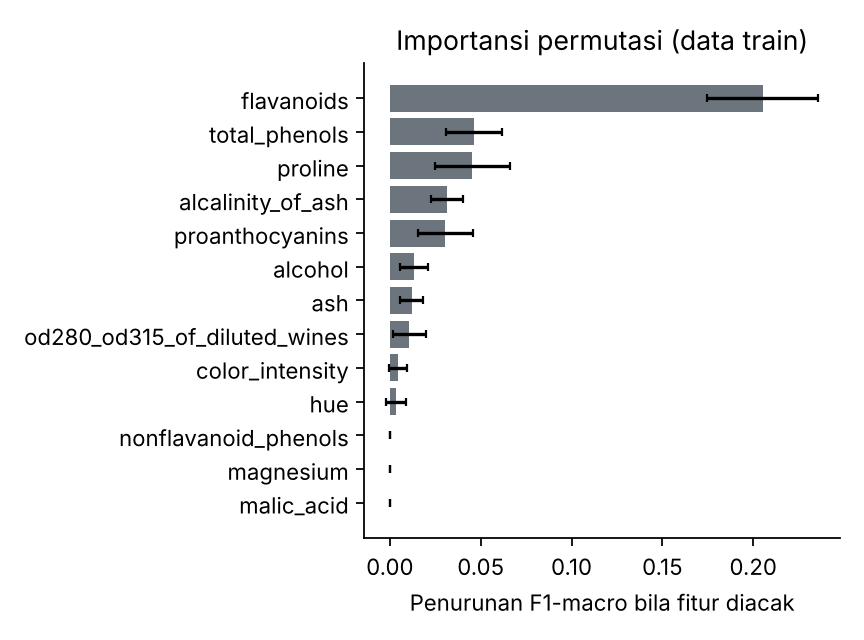 Importansi permutasi (data train)
flavanoids
total_phenols
proline
alcalinity_of_ash
proanthocyanins
alcohol
ash
od280_od315_of_diluted_wines
color_intensity
hue
nonflavanoid_phenols
magnesium
malic_acid
0.00 0.05 0.10 0.15 0.20
Penurunan F1-macro bila fitur diacak